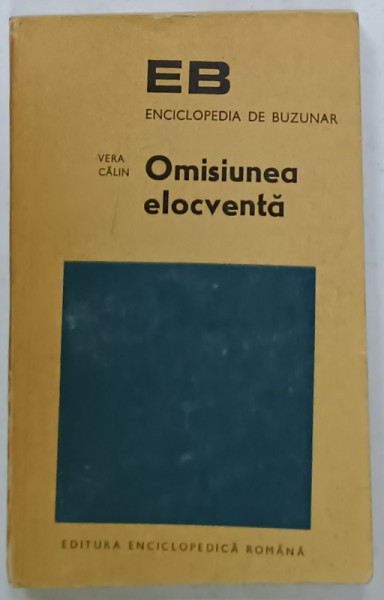 EB
ENCICLOPEDIA DE BUZUNAR
VERA
CĂLIN
Omisiunea
elocventă
EDITURA ENCICLOPEDICĂ ROMÂNĂ